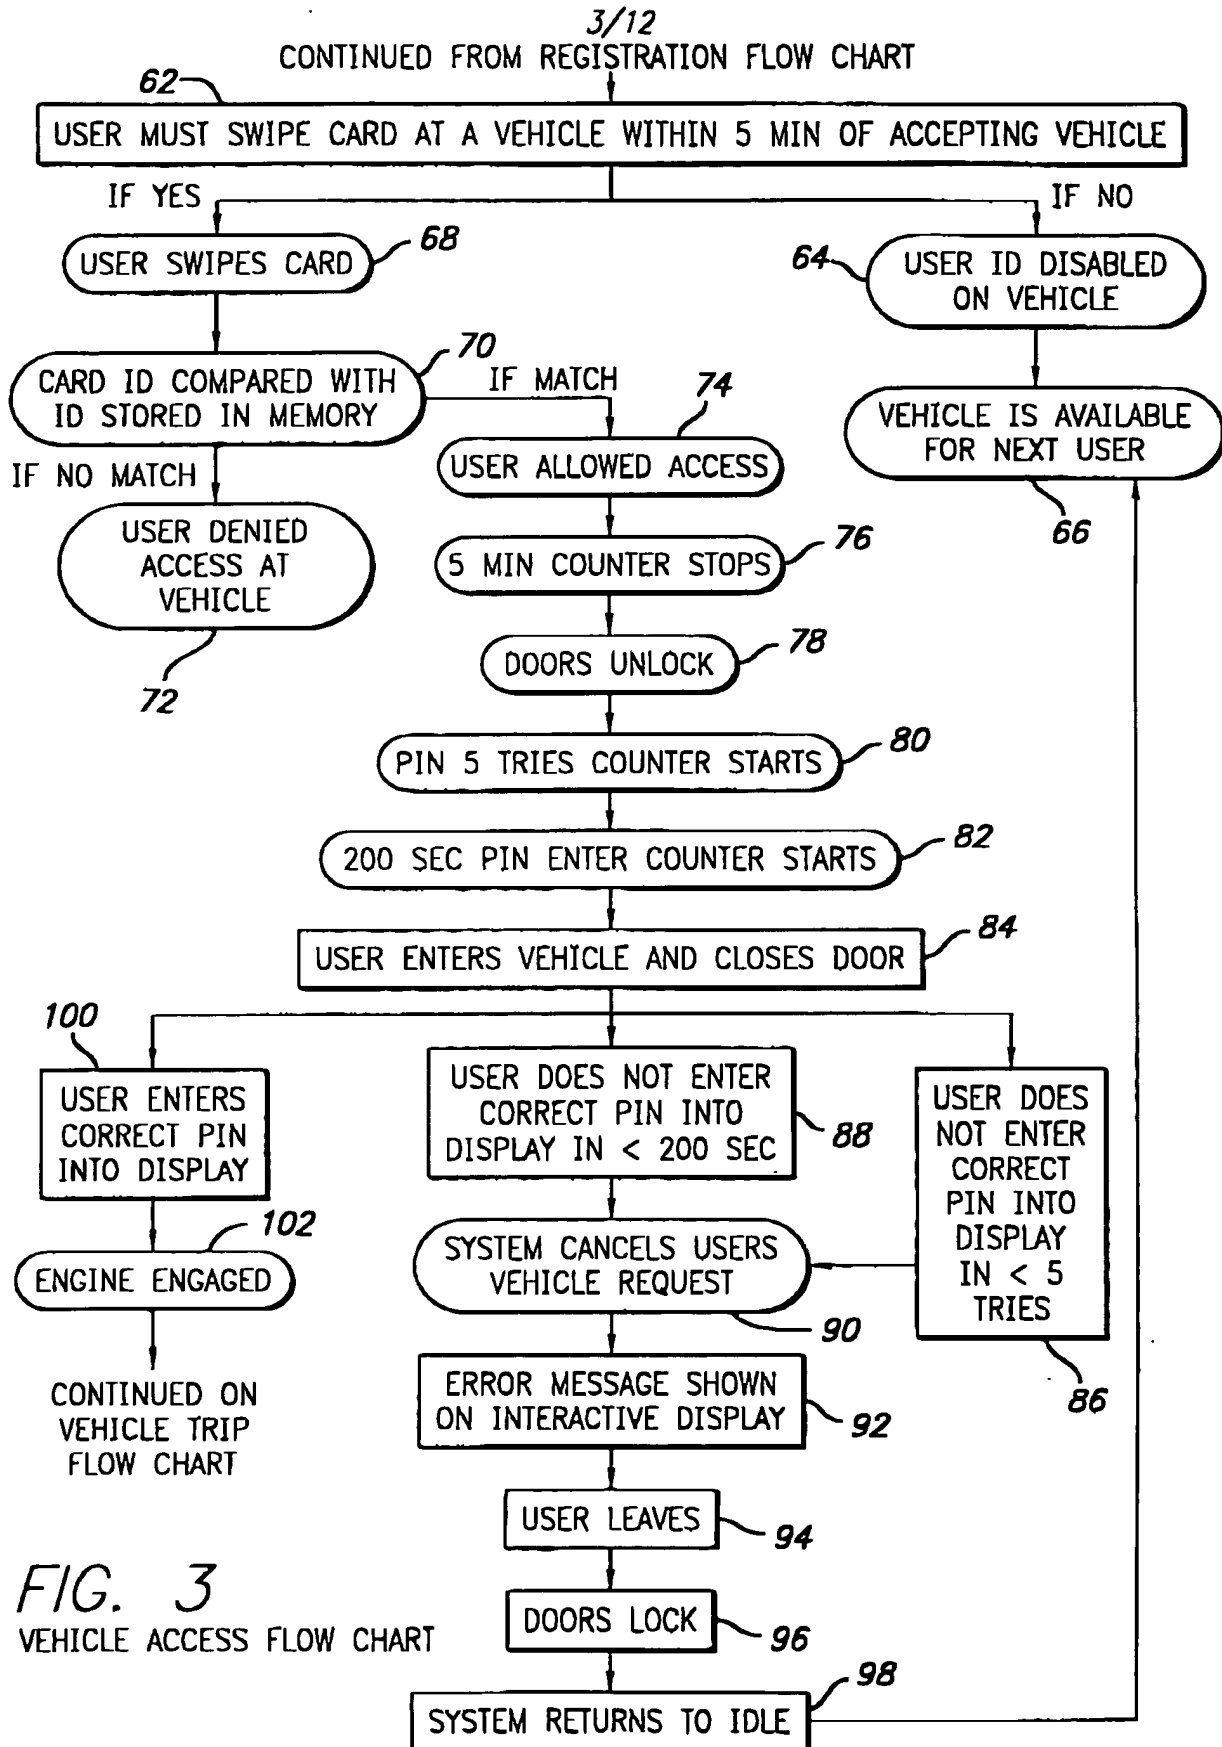 3/12
CONTINUED FROM REGISTRATION FLOW CHART
62
USER MUST SWIPE CARD AT A VEHICLE WITHIN 5 MIN OF ACCEPTING VEHICLE
IF YES
IF NO
USER SWIPES CARD
68
64
USER ID DISABLED
ON VEHICLE
70
CARD ID COMPARED WITH
ID STORED IN MEMORY
IF MATCH
74
VEHICLE IS AVAILABLE
FOR NEXT USER
66
IF NO MATCH
USER ALLOWED ACCESS
USER DENIED
ACCESS AT
VEHICLE
72
5 MIN COUNTER STOPS
76
DOORS UNLOCK
78
PIN 5 TRIES COUNTER STARTS
80
200 SEC PIN ENTER COUNTER STARTS
82
USER ENTERS VEHICLE AND CLOSES DOOR
84
100
USER ENTERS
CORRECT PIN
INTO DISPLAY
102
ENGINE ENGAGED
CONTINUED ON
VEHICLE TRIP
FLOW CHART
USER DOES NOT ENTER
CORRECT PIN INTO
DISPLAY IN < 200 SEC
88
USER DOES
NOT ENTER
CORRECT
PIN INTO
DISPLAY
IN < 5
TRIES
86
SYSTEM CANCELS USERS
VEHICLE REQUEST
90
ERROR MESSAGE SHOWN
ON INTERACTIVE DISPLAY
92
USER LEAVES
94
DOORS LOCK
96
SYSTEM RETURNS TO IDLE
98
FIG. 3
VEHICLE ACCESS FLOW CHART